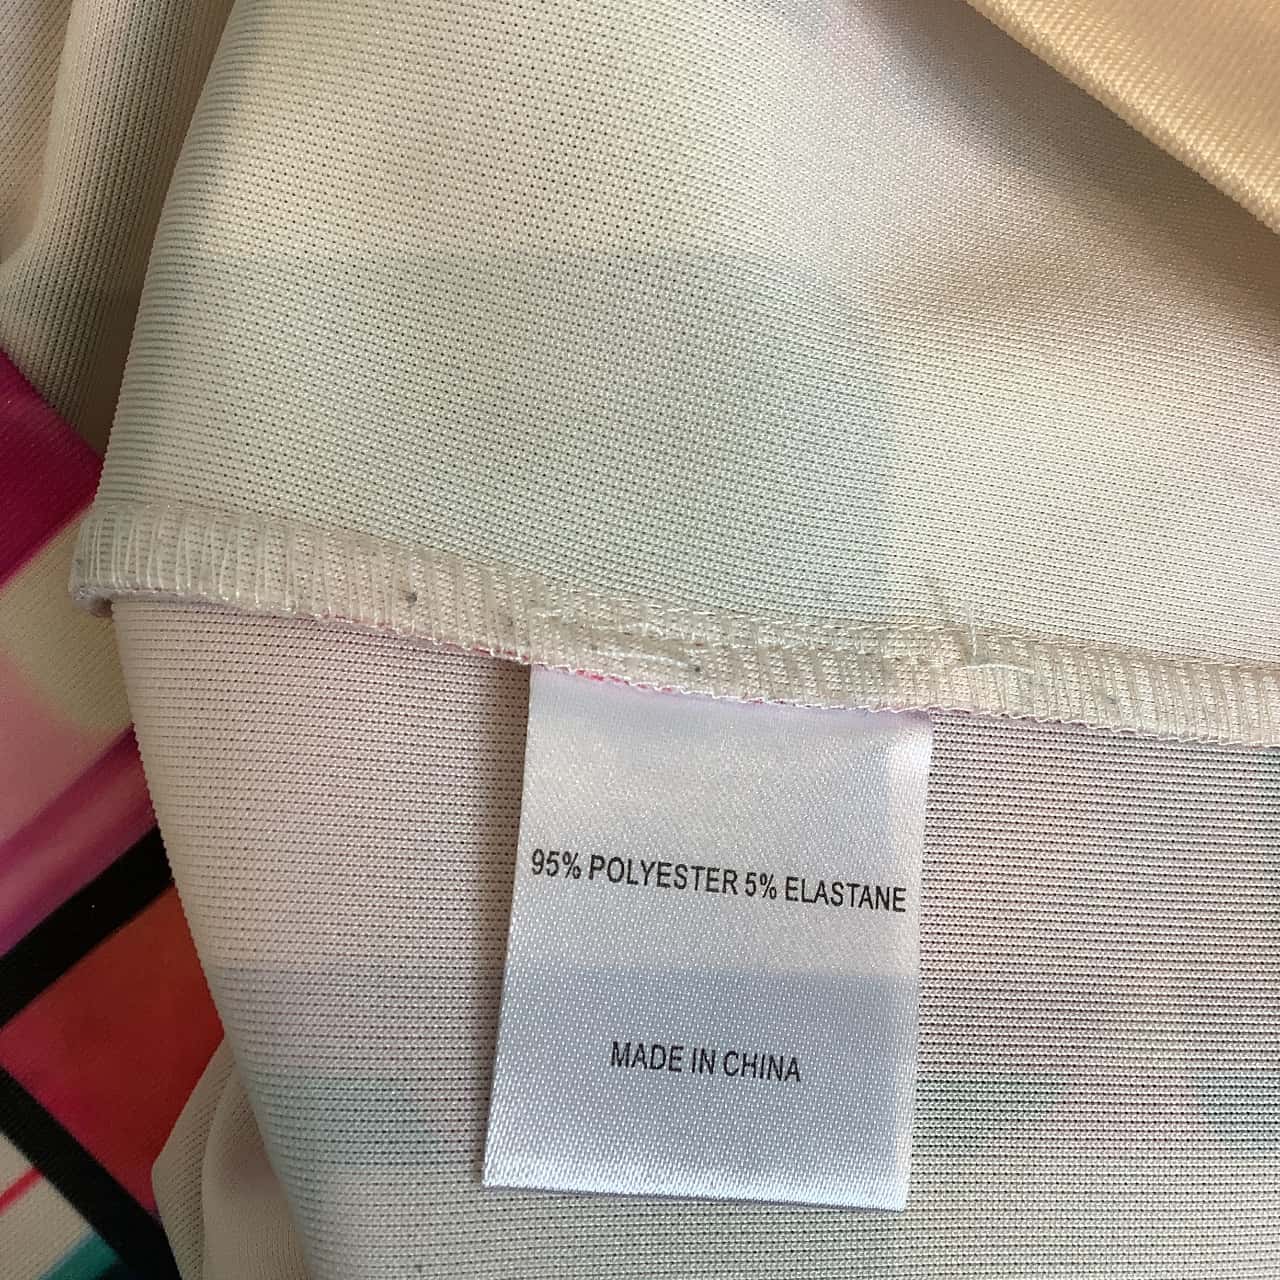 95% POLYESTER 5% ELASTANE
MADE IN CHINA